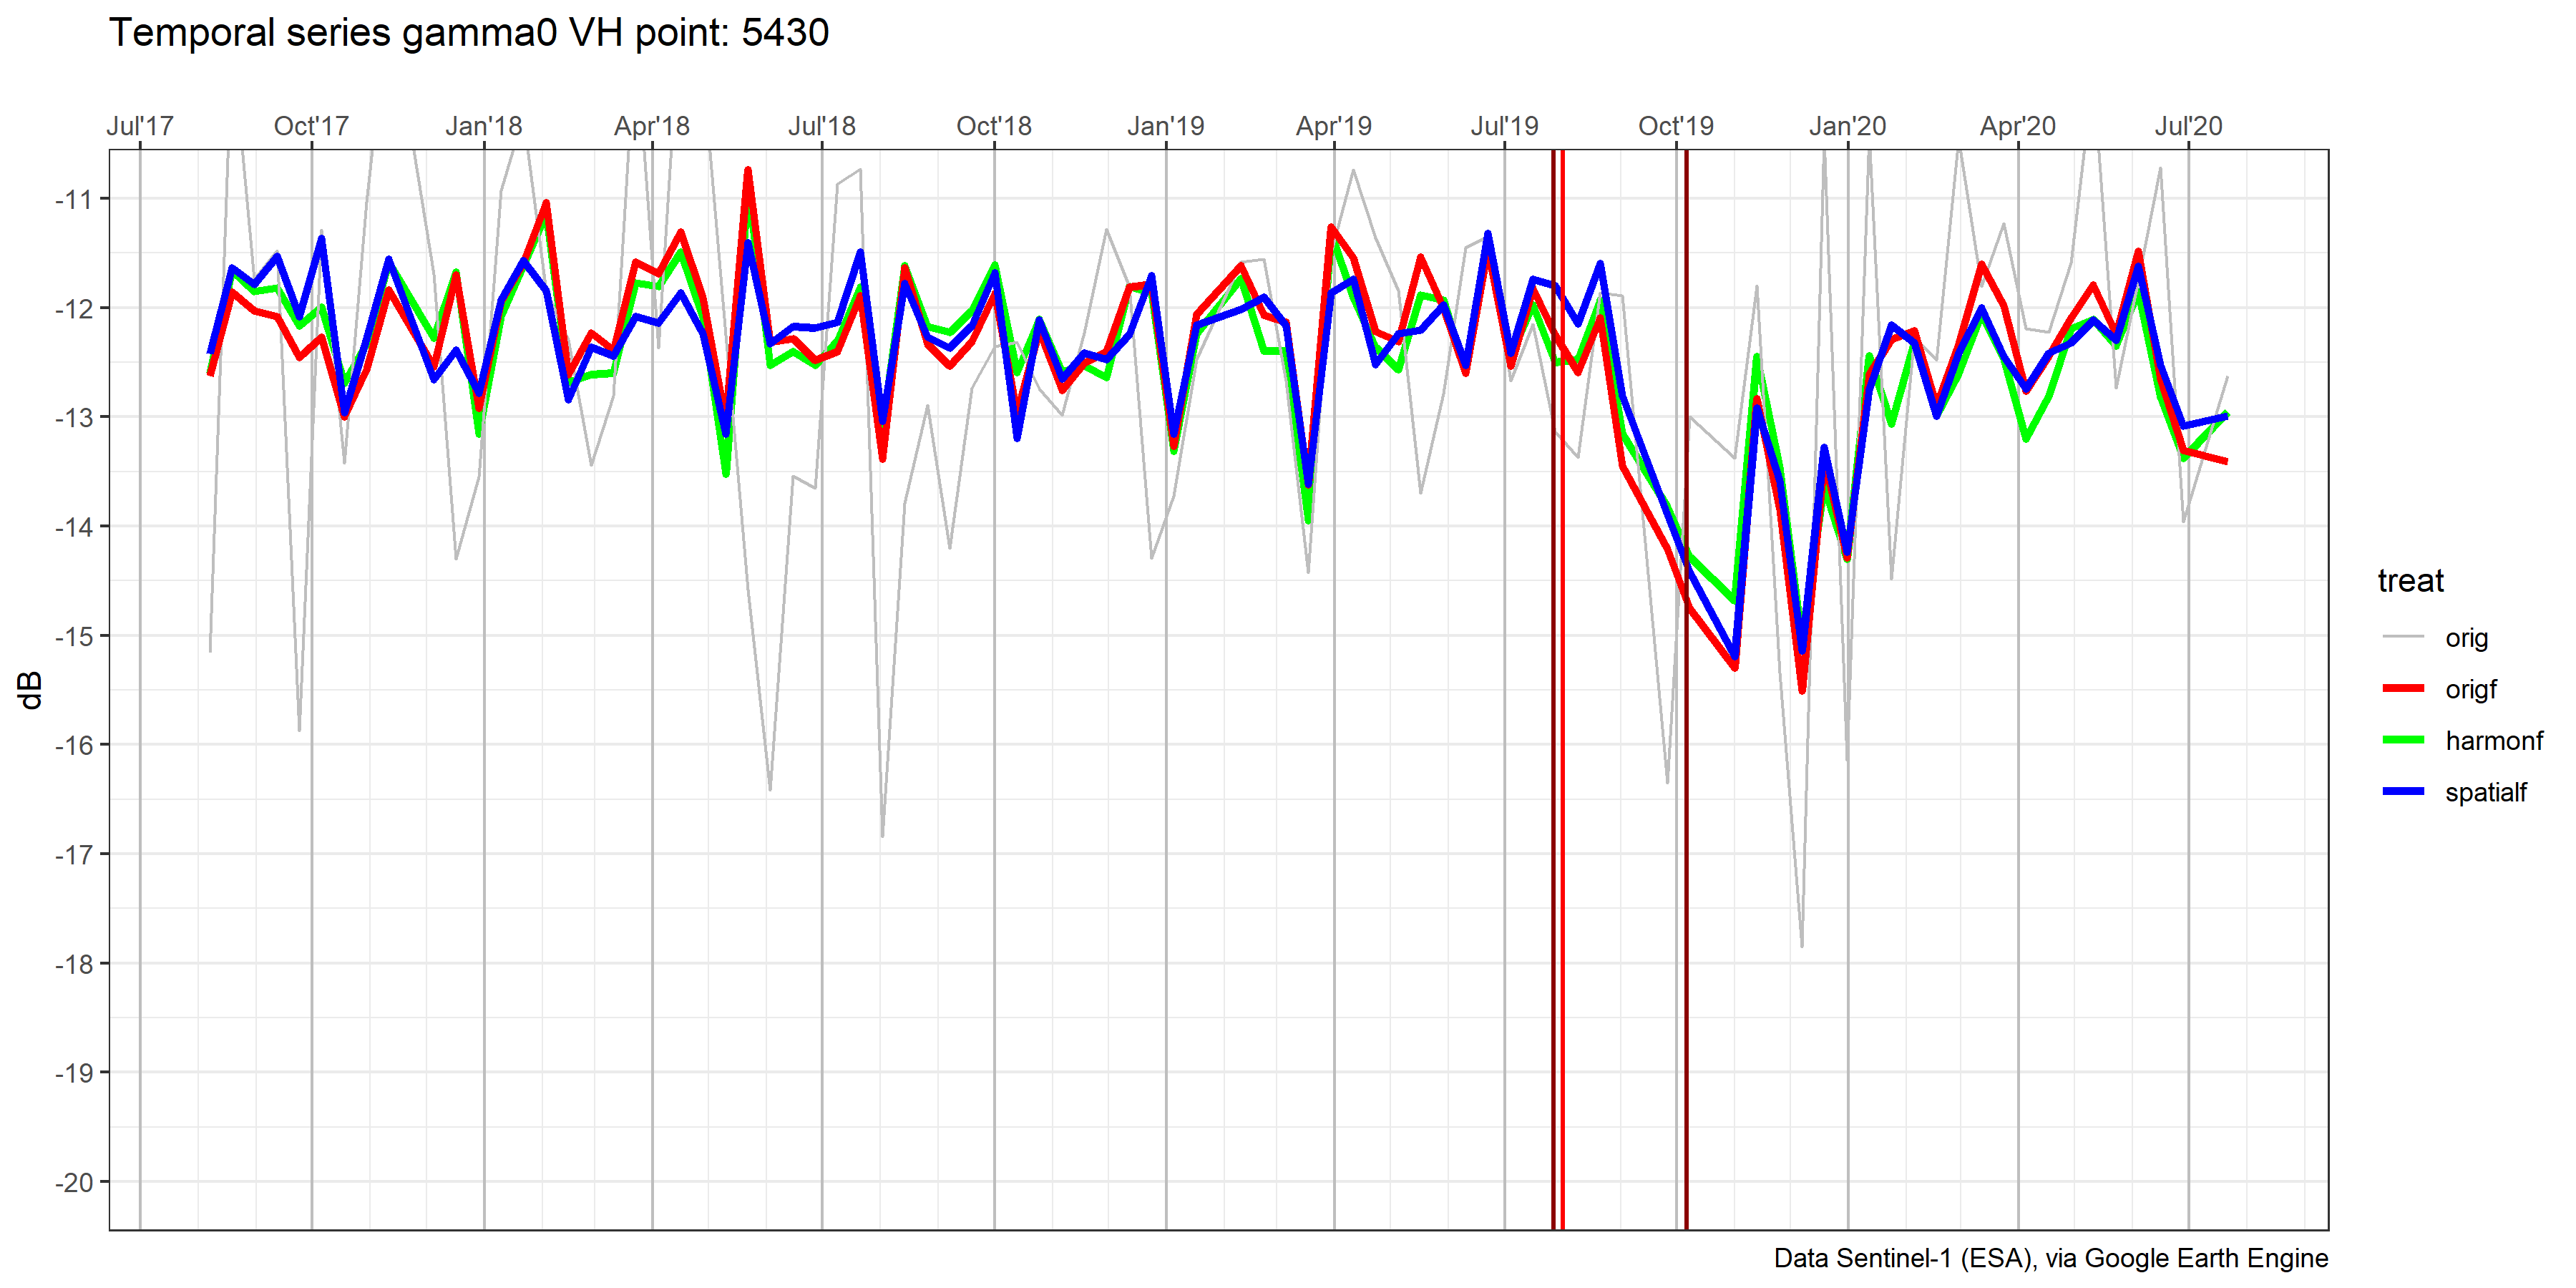 Temporal series gamma0 VH point: 5430
Jul'17 Oct'17 Jan'18 Apr'18 Jul'18 Oct'18 Jan'19 Apr'19 Jul'19 Oct'19 Jan'20 Apr'20 Jul'20
-11
-12
-13
-14
-15
-16
-17
-18
-19
-20
dB
treat
orig
origf
harmonf
spatialf
Data Sentinel-1 (ESA), via Google Earth Engine